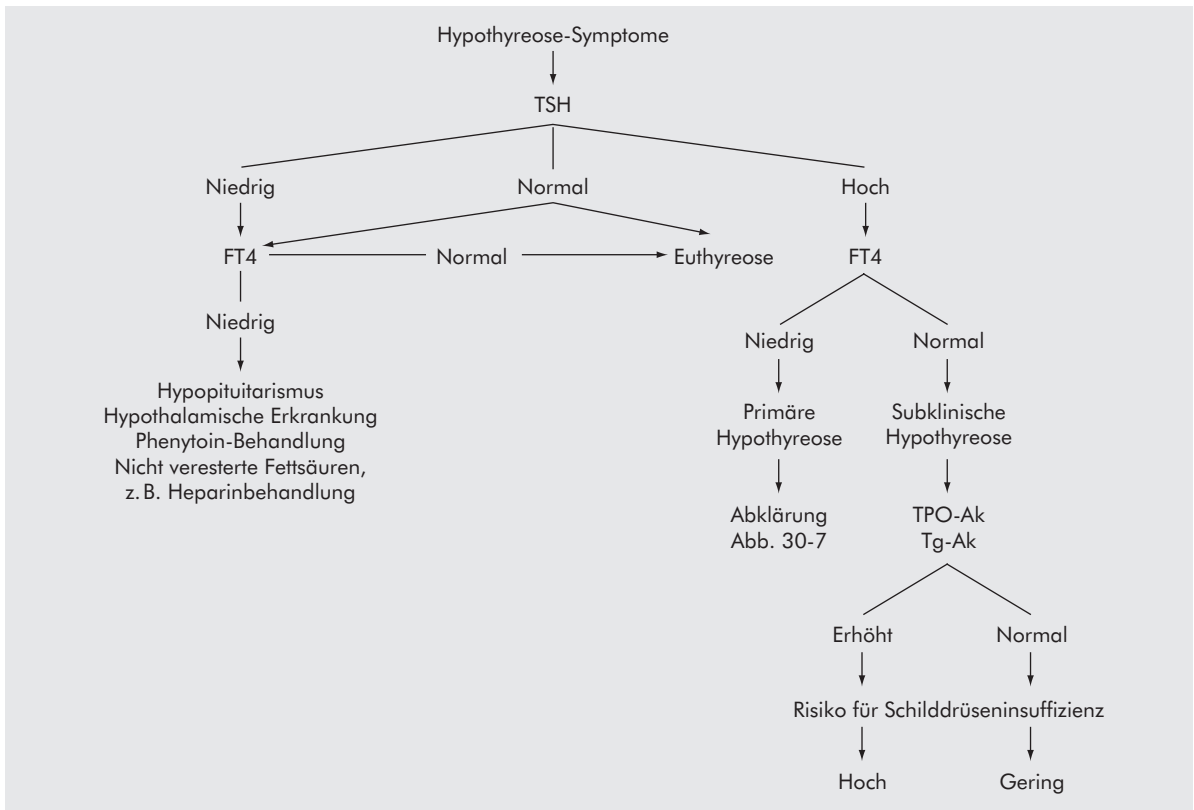 Hypothyreose-Symptome
TSH
Niedrig
Normal
Hoch
FT4
Normal
Euthyreose
FT4
Niedrig
Niedrig
Normal
Hypopituitarismus
Hypothalamische Erkrankung
Phenytoin-Behandlung
Nicht veresterte Fettsäuren,
z. B. Heparinbehandlung
Primäre
Hypothyreose
Subklinische
Hypothyreose
Abklärung
Abb. 30-7
TPO-Ak
Tg-Ak
Erhöht
Normal
Risiko für Schilddrüseninsuffizienz
Hoch
Gering